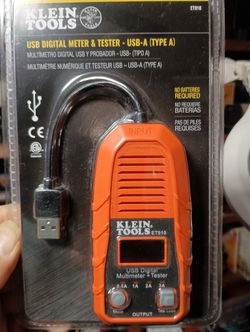 KLEIN
TOOLS
ET910
USB DIGITAL METER & TESTER - USB-A (TYPE A)
MULTÍMETRO DIGITAL USB Y PROBADOR - USB-A (TIPO A)
MULTIMÈTRE NUMÉRIQUE ET TESTEUR USB - USB-A (TYPE A)
NO BATTERIES
REQUIRED
NO REQUIERE
BATERÍAS
PAS DE PILES
REQUISES
INPUT
KLEIN
TOOLS
ET910
USB Digital
Multimeter + Tester
OUTPUT